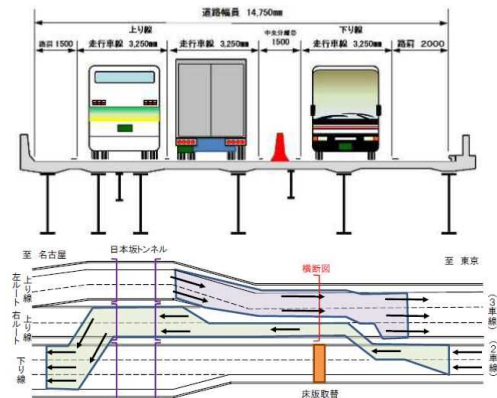 道路幅員 14,750mm
上り線
下り線
路肩 1500
走行車線 3,250mm
走行車線 3,250mm
中央分離帯
1500
走行車線 3,250mm
路肩 2000
至 名古屋
日本坂トンネル
横断図
至 東京
左ルート
上り線
右ルート
上り線
下り線
(3車線)
(2車線)
床版取替